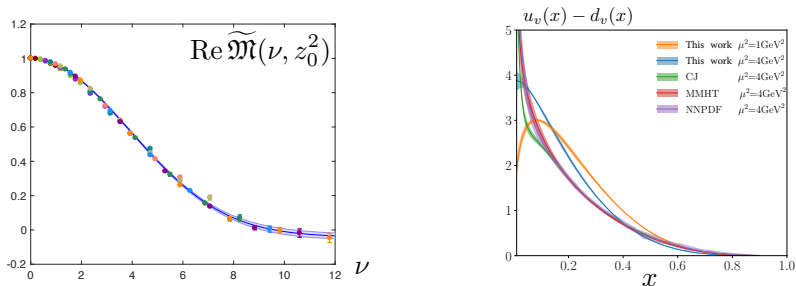 1.2
1
0.8
0.6
0.4
0.2
0
-0.2
0 2 4 6 8 10 12
Re 𝔐̃(ν, z₀²)
ν
u_v(x) − d_v(x)
5
4
3
2
1
0
0.2 0.4 0.6 0.8 1.0
x
This work μ²=1GeV²
This work μ²=4GeV²
CJ μ²=4GeV²
MMHT μ²=4GeV²
NNPDF μ²=4GeV²